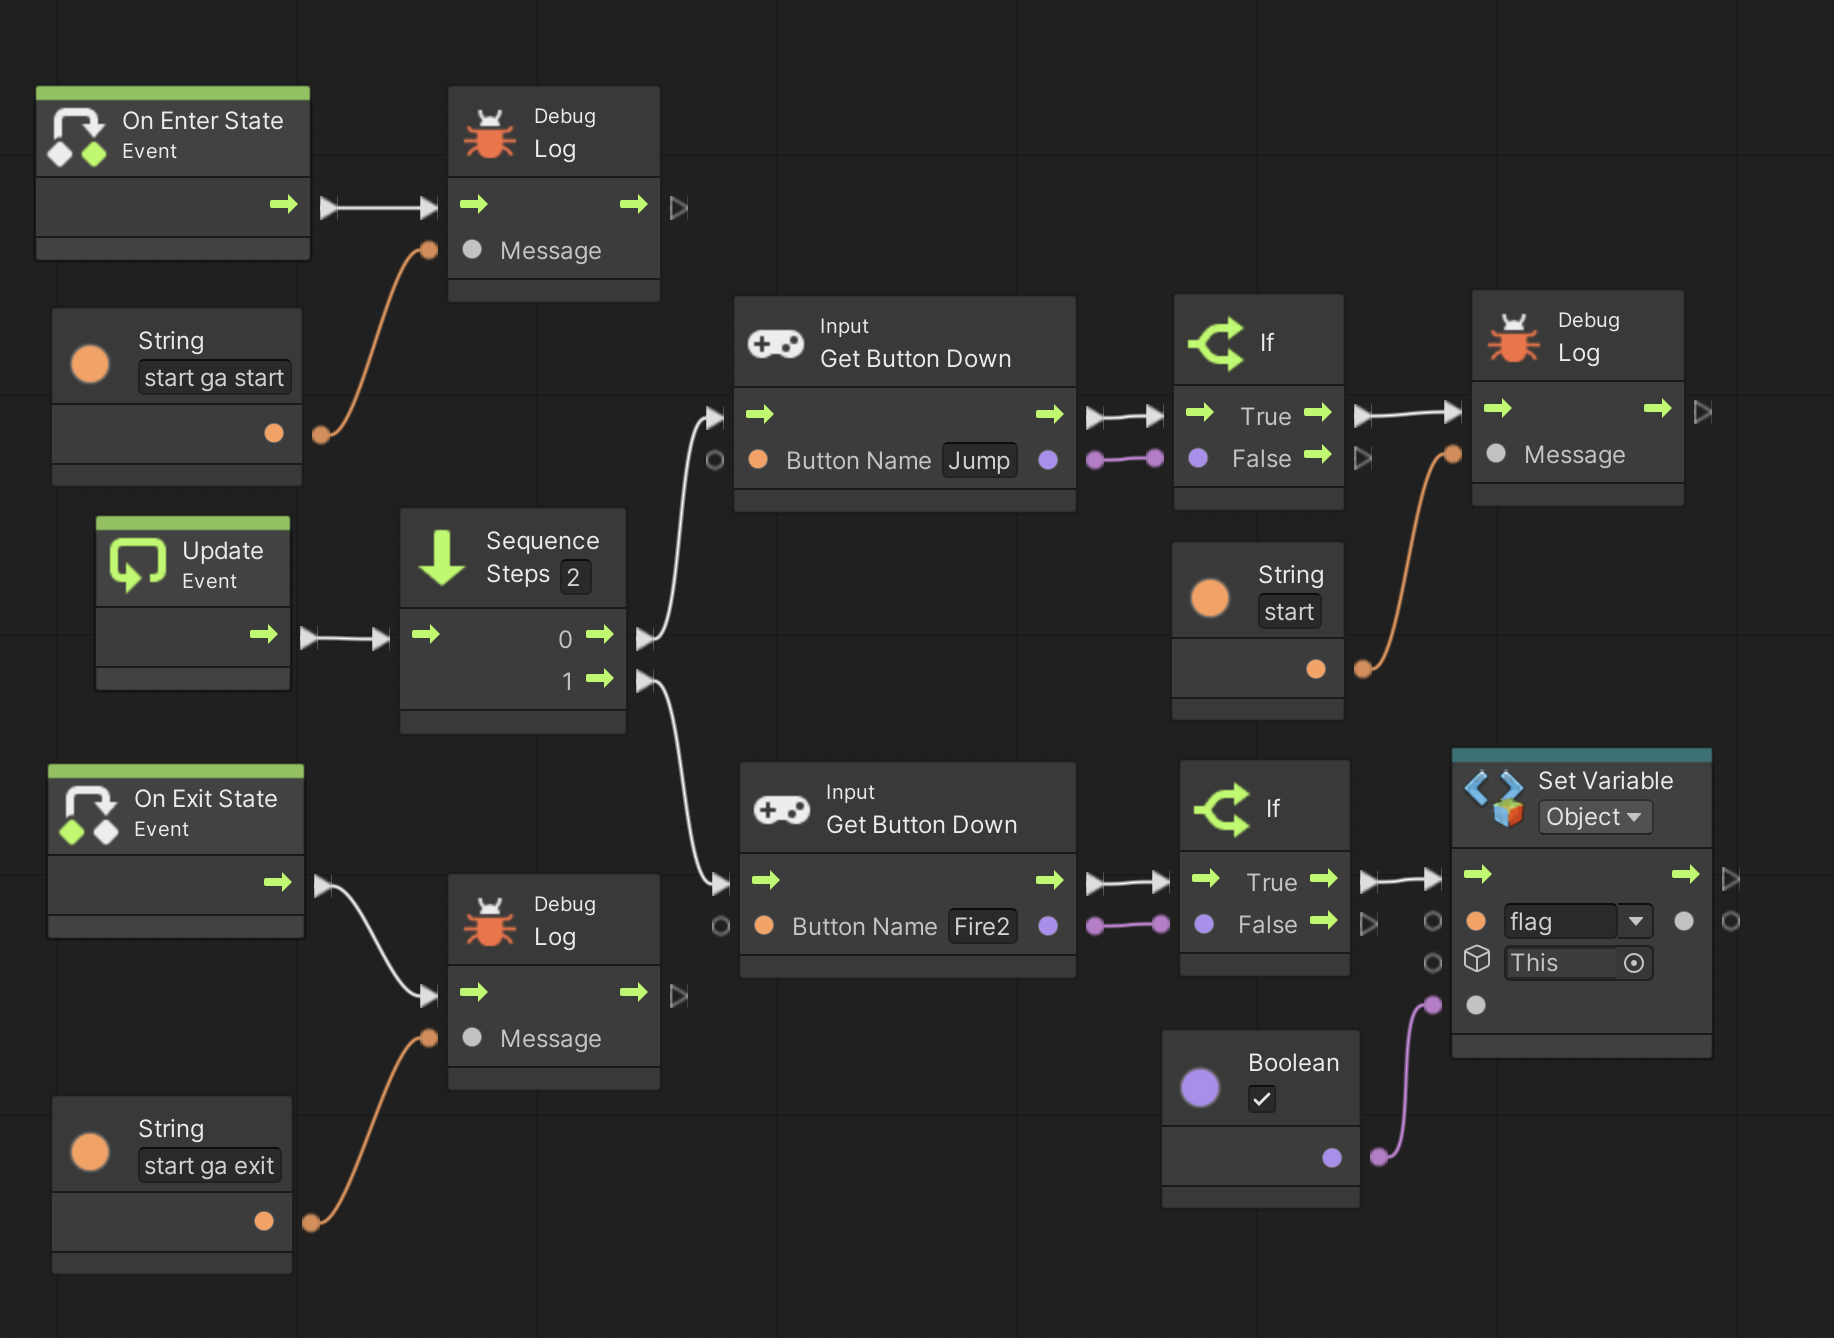 On Enter State
Event
Debug
Log
Message
String
start ga start
Input
Get Button Down
Button Name Jump
If
True
False
Debug
Log
Message
Update
Event
Sequence
Steps 2
0
1
String
start
On Exit State
Event
Debug
Log
Message
Input
Get Button Down
Button Name Fire2
If
True
False
Set Variable
Object
flag
This
Boolean
String
start ga exit